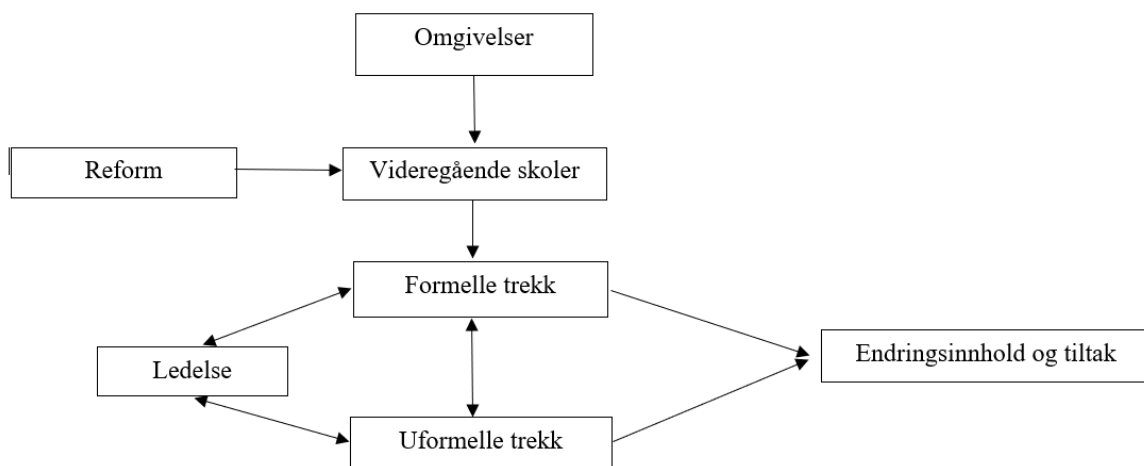 Omgivelser
Reform
Videregående skoler
Formelle trekk
Ledelse
Endringsinnhold og tiltak
Uformelle trekk